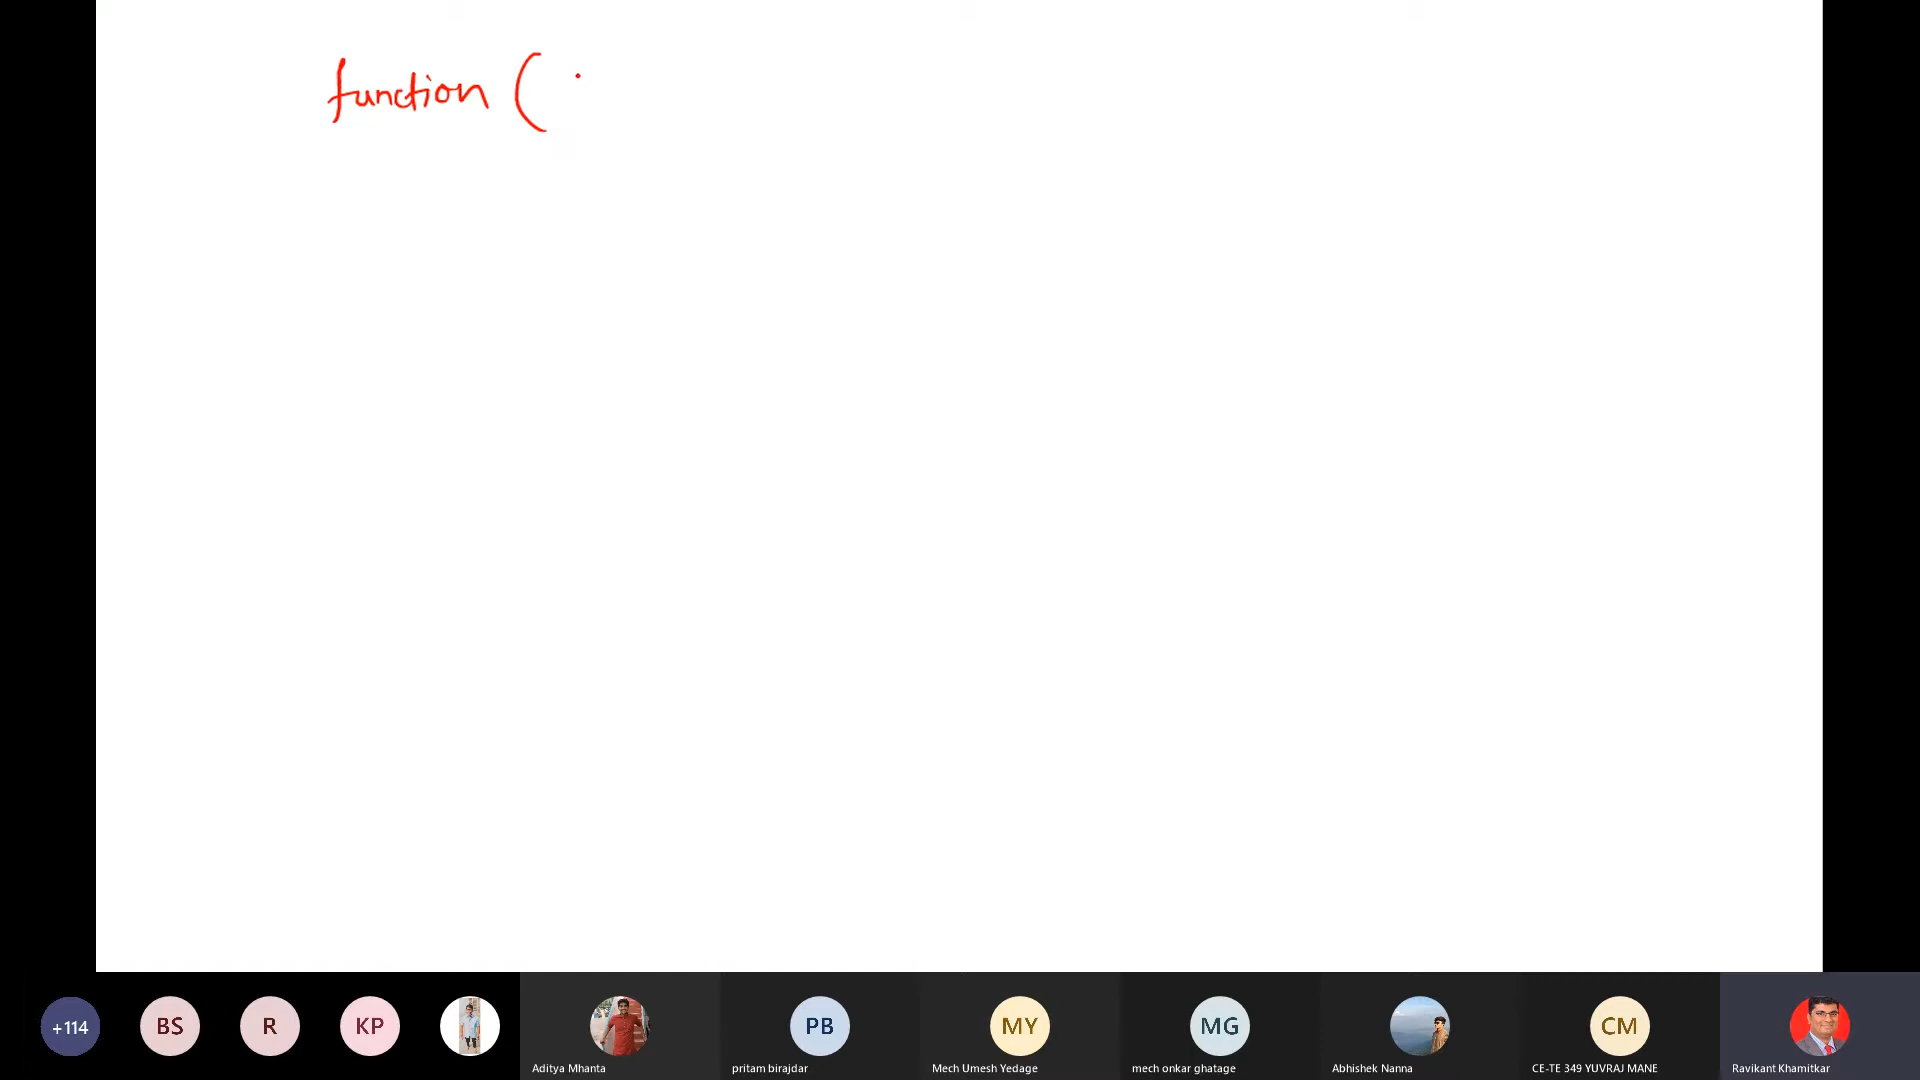 function (
+114
BS
R
KP
PB
MY
MG
CM
Aditya Mhanta
pritam birajdar
Mech Umesh Yedage
mech onkar ghatage
Abhishek Nanna
CE-TE 349 YUVRAJ MANE
Ravikant Khamitkar